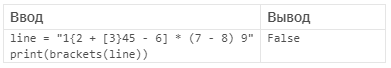 Ввод Вывод
line = "1{2 + [3}45 - 6] * (7 - 8) 9" False
print(brackets(line))